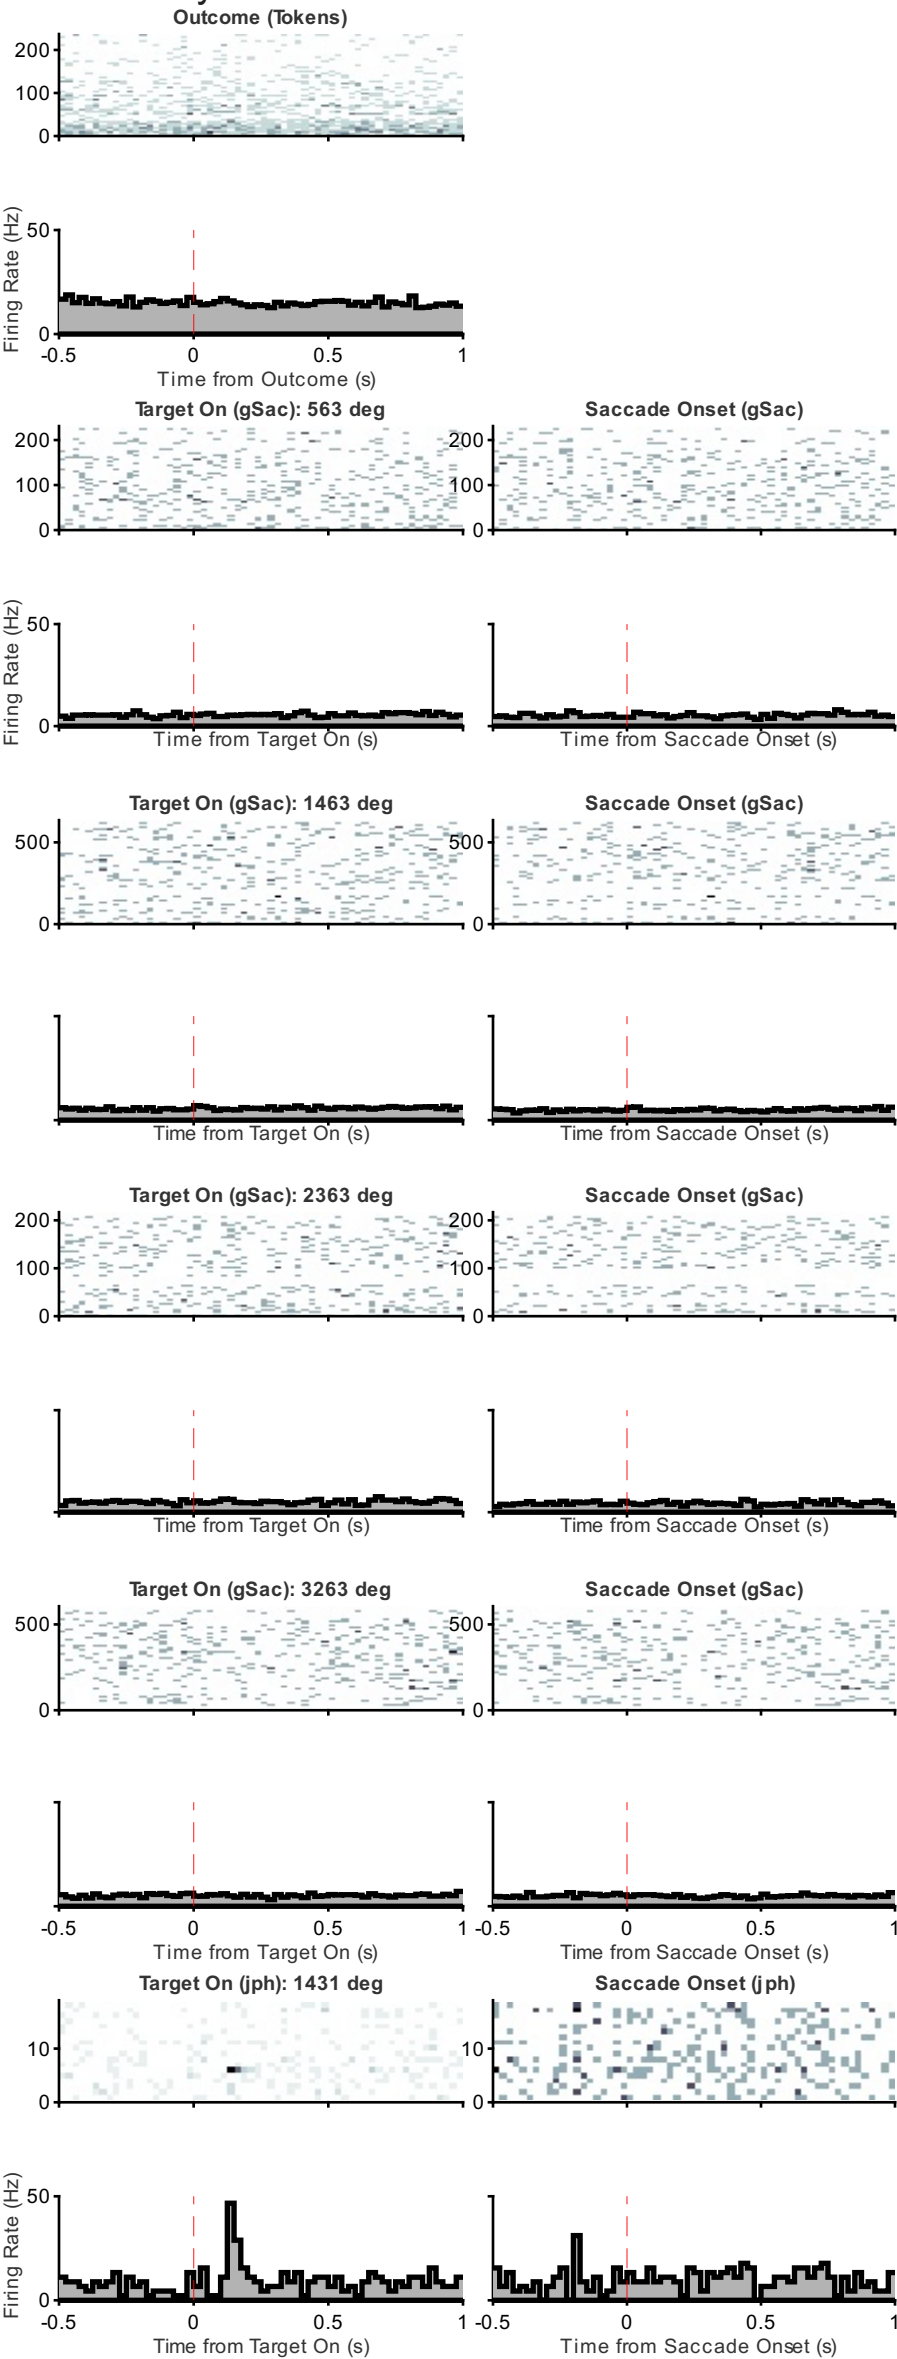 Outcome (Tokens)
200
100
0
Firing Rate (Hz)
50
0
-0.5 0 0.5 1
Time from Outcome (s)
Target On (gSac): 563 deg Saccade Onset (gSac)
200 200
100 100
0 0
Firing Rate (Hz)
50
0
Time from Target On (s) Time from Saccade Onset (s)
Target On (gSac): 1463 deg Saccade Onset (gSac)
500 500
0 0
Time from Target On (s) Time from Saccade Onset (s)
Target On (gSac): 2363 deg Saccade Onset (gSac)
200 200
100 100
0 0
Time from Target On (s) Time from Saccade Onset (s)
Target On (gSac): 3263 deg Saccade Onset (gSac)
500 500
0 0
-0.5 0 0.5 1 -0.5 0 0.5 1
Time from Target On (s) Time from Saccade Onset (s)
Target On (jph): 1431 deg Saccade Onset (jph)
10 10
0 0
Firing Rate (Hz)
50
0
-0.5 0 0.5 1 -0.5 0 0.5 1
Time from Target On (s) Time from Saccade Onset (s)